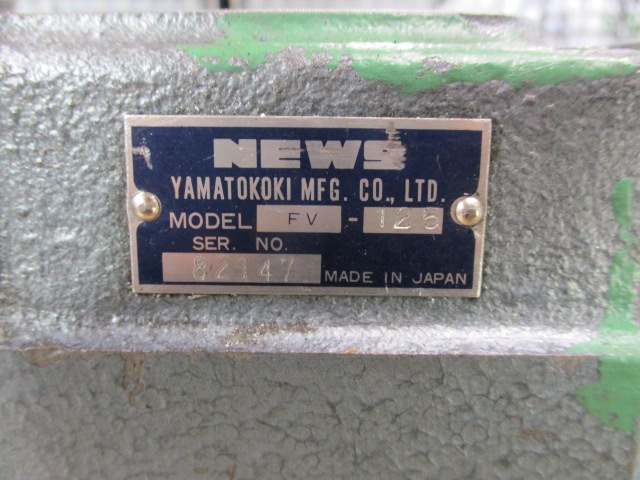 NEWS
YAMATOKOKI MFG. CO., LTD.
MODEL FV - 125
SER. NO.
82147 MADE IN JAPAN